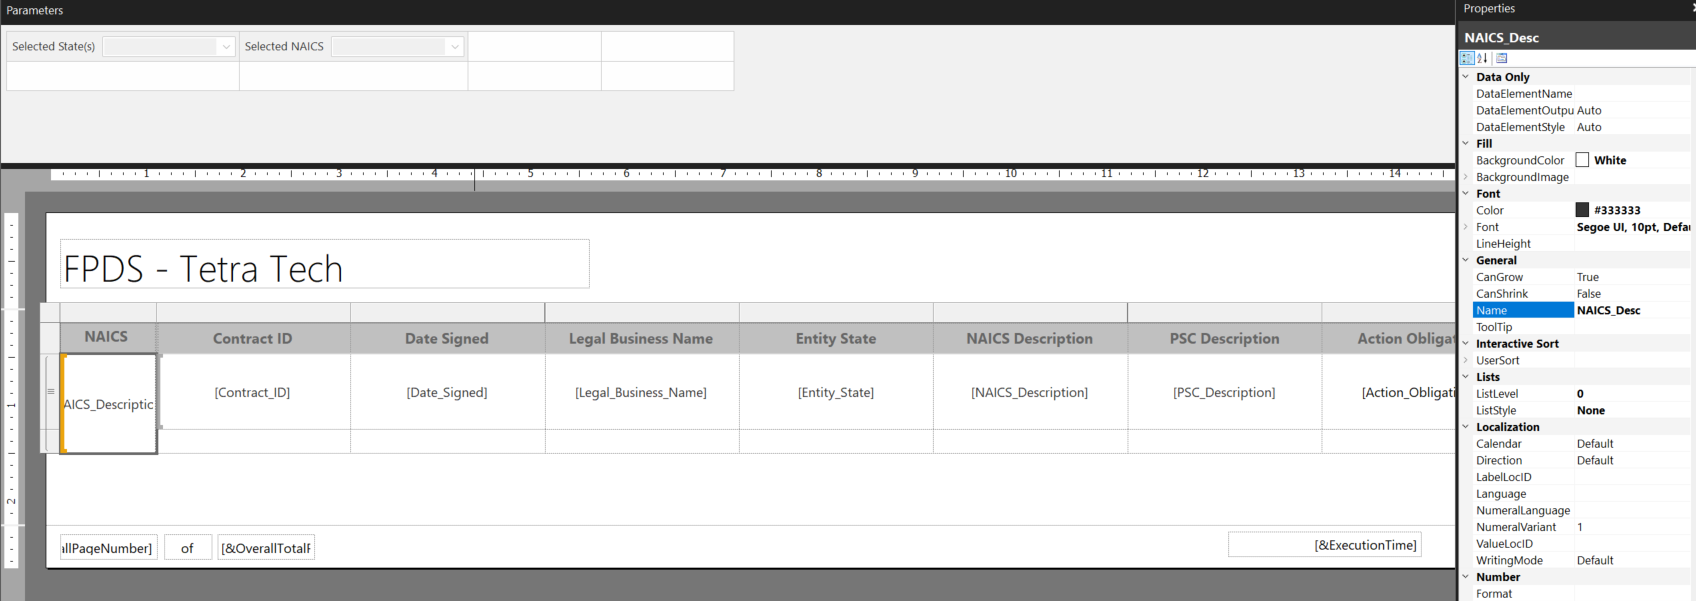 Parameters
Selected State(s)
Selected NAICS
1 2 3 4 5 6 7 8 9 10 11 12 13 14
FPDS - Tetra Tech
NAICS Contract ID Date Signed Legal Business Name Entity State NAICS Description PSC Description Action Obligat
AICS_Descriptic [Contract_ID] [Date_Signed] [Legal_Business_Name] [Entity_State] [NAICS_Description] [PSC_Description] [Action_Obligati
1
2
allPageNumber] of [&OverallTotalP [&ExecutionTime]
Properties
NAICS_Desc
Data Only
DataElementName
DataElementOutpu Auto
DataElementStyle Auto
Fill
BackgroundColor White
BackgroundImage
Font
Color #333333
Font Segoe UI, 10pt, Defau
LineHeight
General
CanGrow True
CanShrink False
Name NAICS_Desc
ToolTip
Interactive Sort
UserSort
Lists
ListLevel 0
ListStyle None
Localization
Calendar Default
Direction Default
LabelLocID
Language
NumeralLanguage
NumeralVariant 1
ValueLocID
WritingMode Default
Number
Format